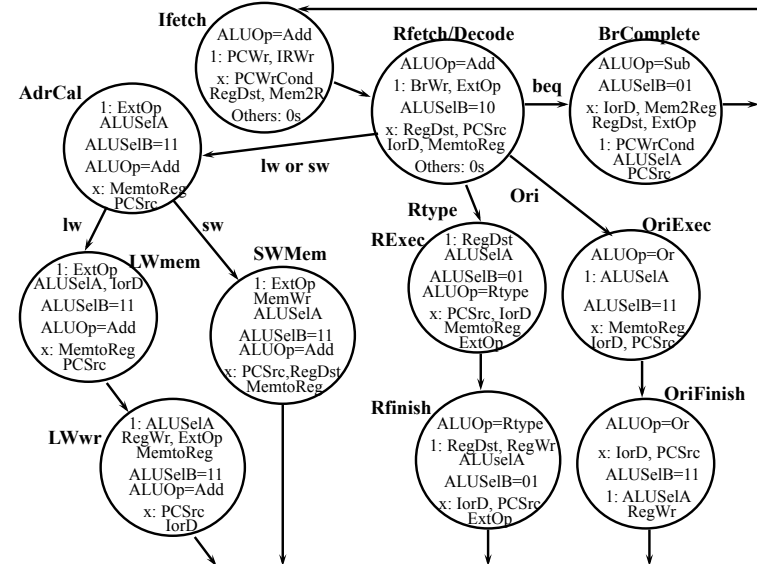 Ifetch
ALUOp=Add
1: PCWr, IRWr
x: PCWrCond
RegDst, Mem2R
Others: 0s
Rfetch/Decode
ALUOp=Add
1: BrWr, ExtOp
ALUSelB=10
x: RegDst, PCSrc
IorD, MemtoReg
Others: 0s
beq
BrComplete
ALUOp=Sub
ALUSelB=01
x: IorD, Mem2Reg
RegDst, ExtOp
1: PCWrCond
ALUSelA
PCSrc
AdrCal
1: ExtOp
ALUSelA
ALUSelB=11
ALUOp=Add
x: MemtoReg
PCSrc
lw or sw
lw
sw
Ori
Rtype
LWmem
1: ExtOp
ALUSelA, IorD
ALUSelB=11
ALUOp=Add
x: MemtoReg
PCSrc
SWMem
1: ExtOp
MemWr
ALUSelA
ALUSelB=11
ALUOp=Add
x: PCSrc,RegDst
MemtoReg
RExec
1: RegDst
ALUSelA
ALUSelB=01
ALUOp=Rtype
x: PCSrc, IorD
MemtoReg
ExtOp
OriExec
ALUOp=Or
1: ALUSelA
ALUSelB=11
x: MemtoReg
IorD, PCSrc
LWwr
1: ALUSelA
RegWr, ExtOp
MemtoReg
ALUSelB=11
ALUOp=Add
x: PCSrc
IorD
Rfinish
ALUOp=Rtype
1: RegDst, RegWr
ALUSelA
ALUSelB=01
x: IorD, PCSrc
ExtOp
OriFinish
ALUOp=Or
x: IorD, PCSrc
ALUSelB=11
1: ALUSelA
RegWr